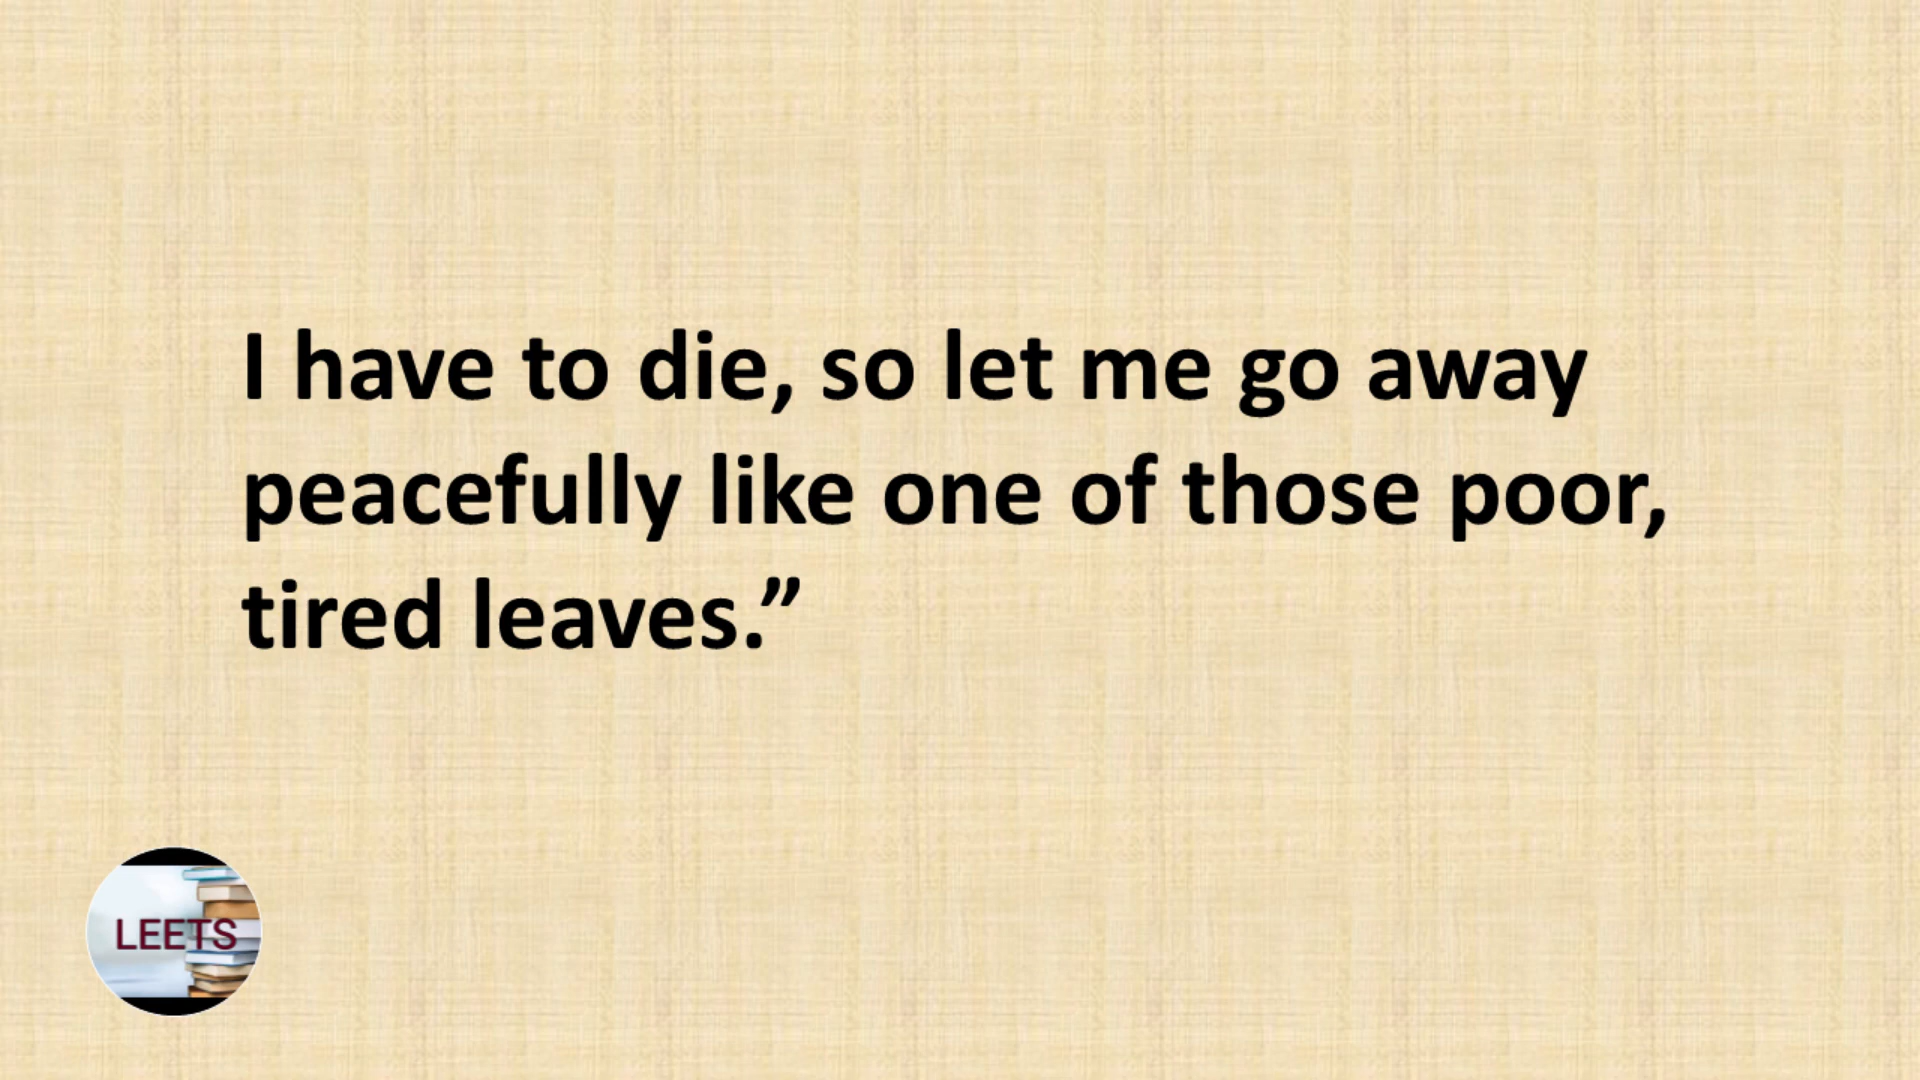 I have to die, so let me go away
peacefully like one of those poor,
tired leaves.”
LEETS